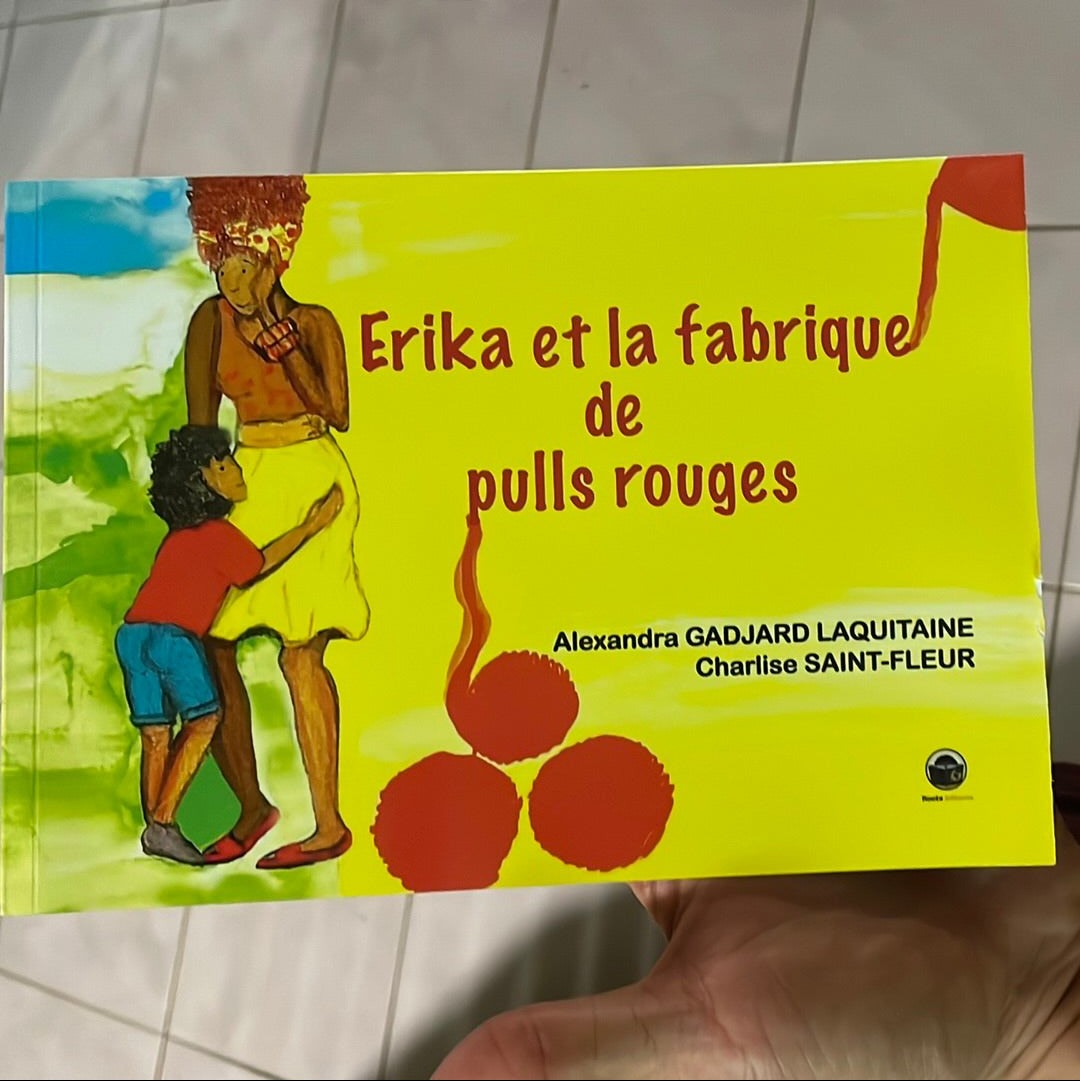 Erika et la fabrique
de
pulls rouges
Alexandra GADJARD LAQUITAINE
Charlise SAINT-FLEUR